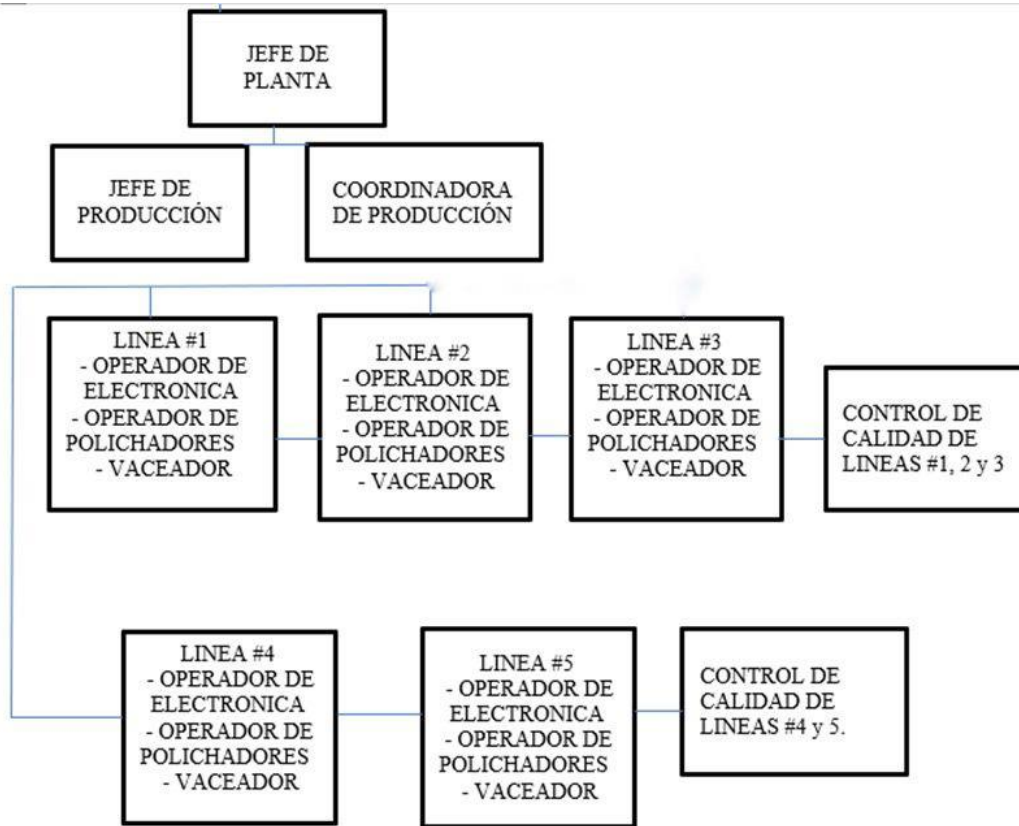 JEFE DE
PLANTA
JEFE DE
PRODUCCIÓN
COORDINADORA
DE PRODUCCIÓN
LINEA #1
- OPERADOR DE
ELECTRONICA
- OPERADOR DE
POLICHADORES
- VACEADOR
LINEA #2
- OPERADOR DE
ELECTRONICA
- OPERADOR DE
POLICHADORES
- VACEADOR
LINEA #3
- OPERADOR DE
ELECTRONICA
- OPERADOR DE
POLICHADORES
- VACEADOR
CONTROL DE
CALIDAD DE
LINEAS #1, 2 y 3
LINEA #4
- OPERADOR DE
ELECTRONICA
- OPERADOR DE
POLICHADORES
- VACEADOR
LINEA #5
- OPERADOR DE
ELECTRONICA
- OPERADOR DE
POLICHADORES
- VACEADOR
CONTROL DE
CALIDAD DE
LINEAS #4 y 5.